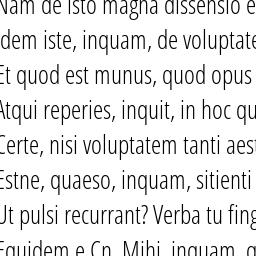 Nam de isto magna dissensio e
dem iste, inquam, de voluptate
Et quod est munus, quod opus
Atqui reperies, inquit, in hoc qu
Certe, nisi voluptatem tanti aest
Estne, quaeso, inquam, sitienti
Ut pulsi recurrant? Verba tu fing
Equidem e Cn. Mihi, inquam, q